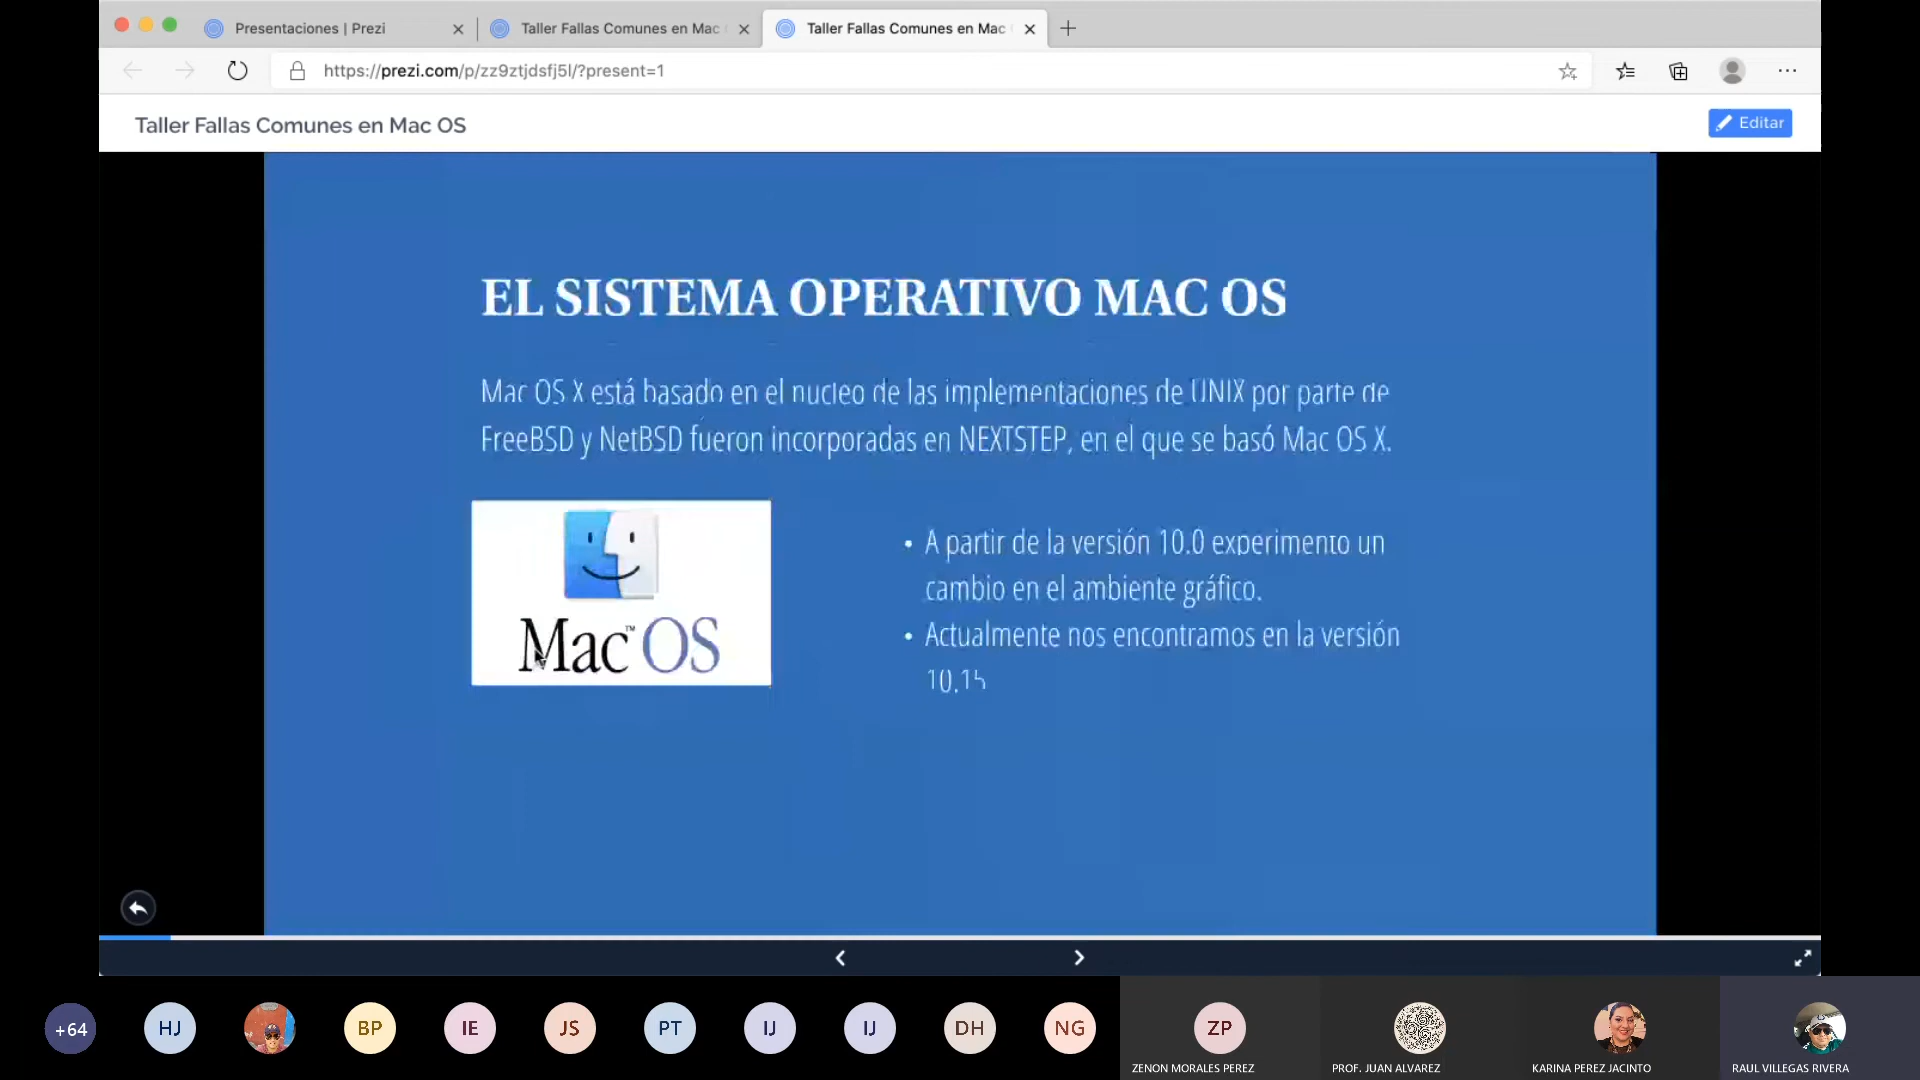 Presentaciones | Prezi
Taller Fallas Comunes en Mac
Taller Fallas Comunes en Mac
https://prezi.com/p/zz9ztjdsfj5l/?present=1
Taller Fallas Comunes en Mac OS
Editar
EL SISTEMA OPERATIVO MAC OS
Mac OS X está basado en el nucleo de las implementaciones de UNIX por parte de
FreeBSD y NetBSD fueron incorporadas en NEXTSTEP, en el que se basó Mac OS X.
Mac™ OS
• A partir de la versión 10.0 experimento un
cambio en el ambiente gráfico.
• Actualmente nos encontramos en la versión
10.15
+64
HJ
BP
IE
JS
PT
IJ
IJ
DH
NG
ZP
ZENON MORALES PEREZ
PROF. JUAN ALVAREZ
KARINA PEREZ JACINTO
RAUL VILLEGAS RIVERA